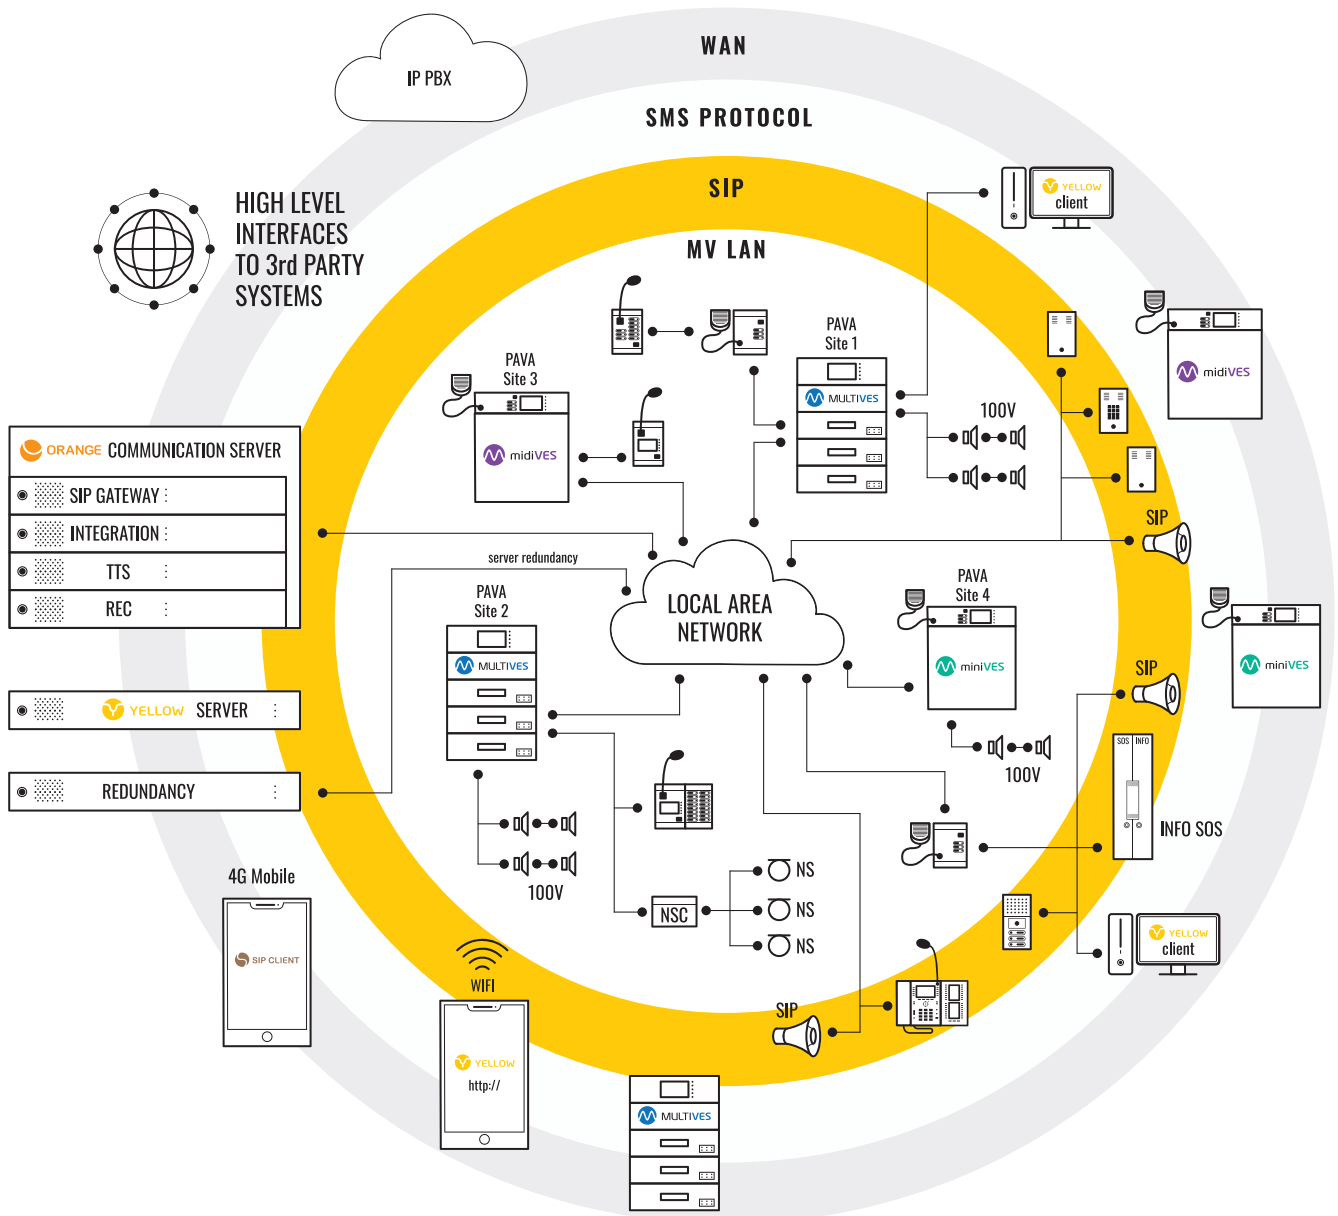 WAN
IP PBX
SMS PROTOCOL
SIP
YELLOW
client
HIGH LEVEL
INTERFACES
TO 3rd PARTY
SYSTEMS
MV LAN
PAVA
Site 1
MULTIVES
100V
PAVA
Site 3
midiVES
midiVES
ORANGE COMMUNICATION SERVER
SIP GATEWAY :
INTEGRATION :
TTS :
REC :
SIP
server redundancy
PAVA
Site 2
MULTIVES
LOCAL AREA
NETWORK
PAVA
Site 4
miniVES
miniVES
SIP
YELLOW SERVER :
REDUNDANCY :
100V
SOS INFO
INFO SOS
100V
NS
NSC
NS
NS
4G Mobile
SIP CLIENT
YELLOW
client
WIFI
YELLOW
http://
SIP
MULTIVES